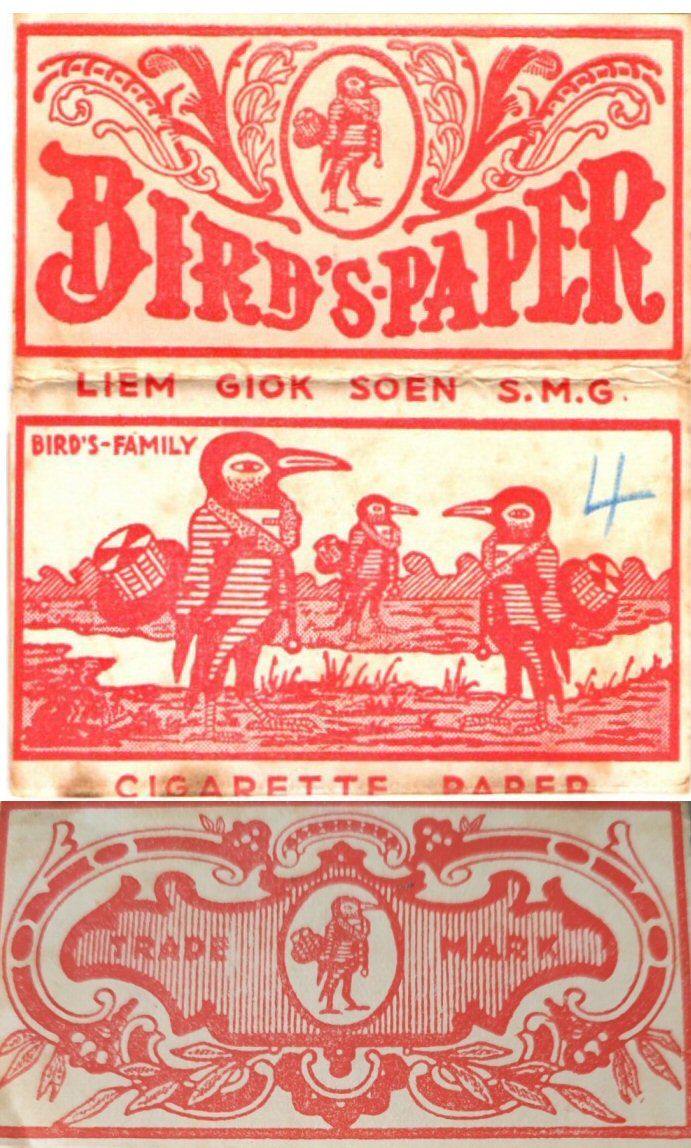 BIRD'S-PAPER
LIEM GIOK SOEN S.M.G.
BIRD'S-FAMILY
4
CIGARETTE PAPER
TRADE MARK